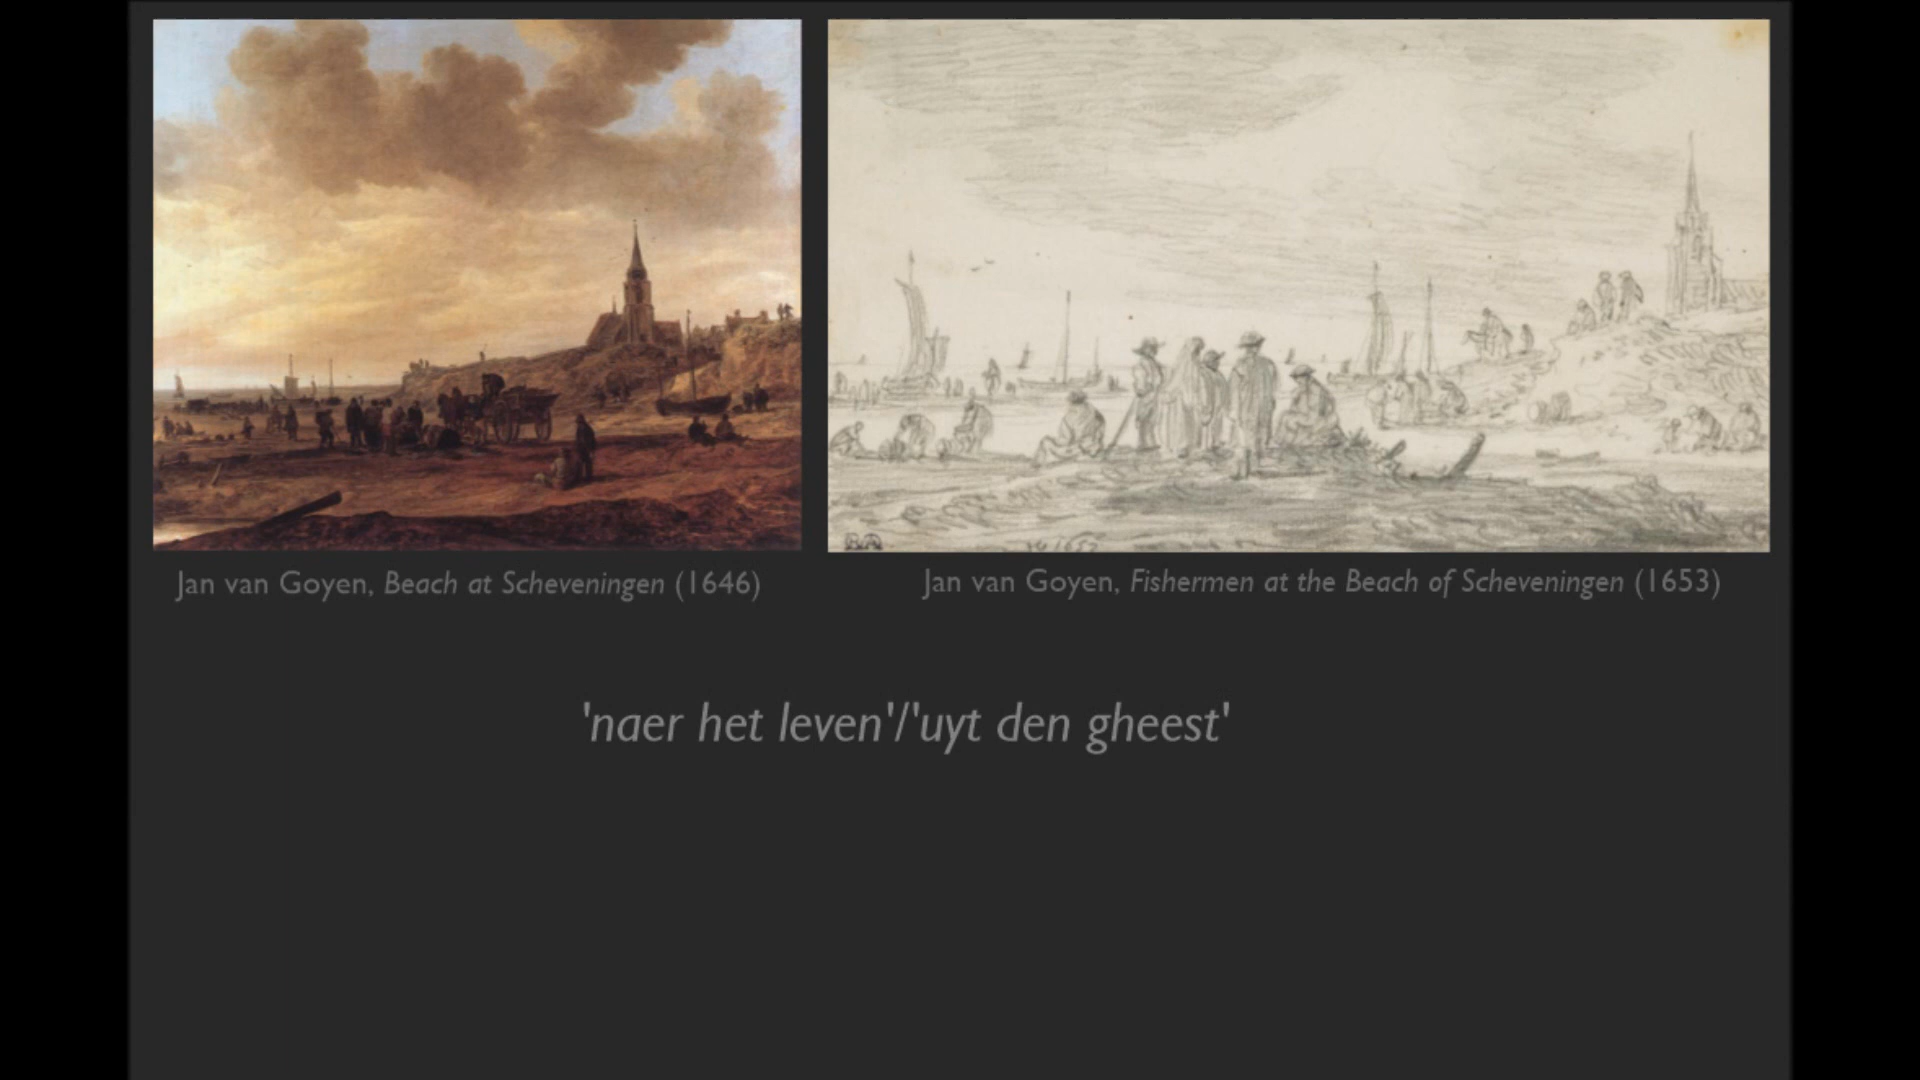 Jan van Goyen, Beach at Scheveningen (1646)
Jan van Goyen, Fishermen at the Beach of Scheveningen (1653)
'naer het leven'/'uyt den gheest'